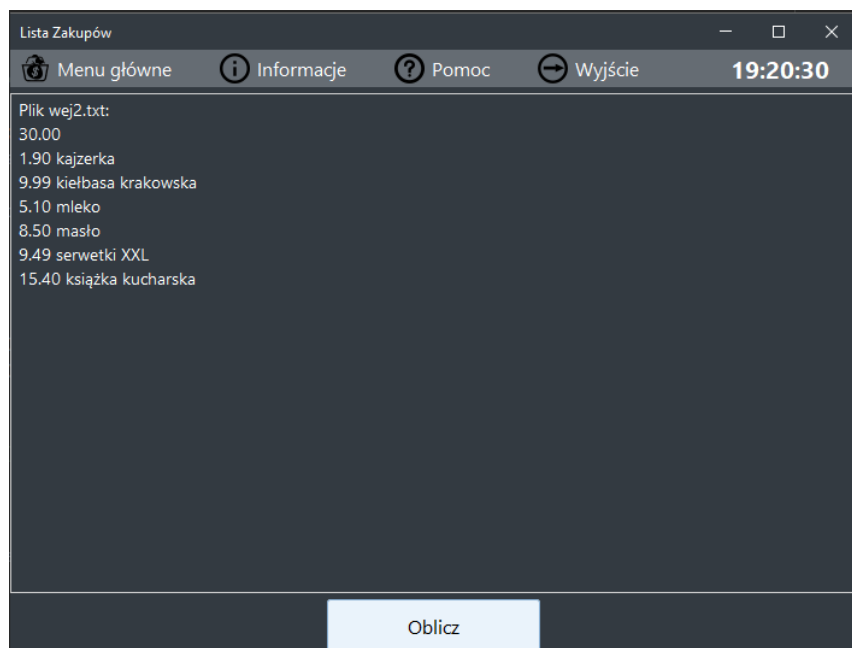 Lista Zakupów
Menu główne Informacje Pomoc Wyjście 19:20:30
Plik wej2.txt:
30.00
1.90 kajzerka
9.99 kiełbasa krakowska
5.10 mleko
8.50 masło
9.49 serwetki XXL
15.40 książka kucharska
Oblicz